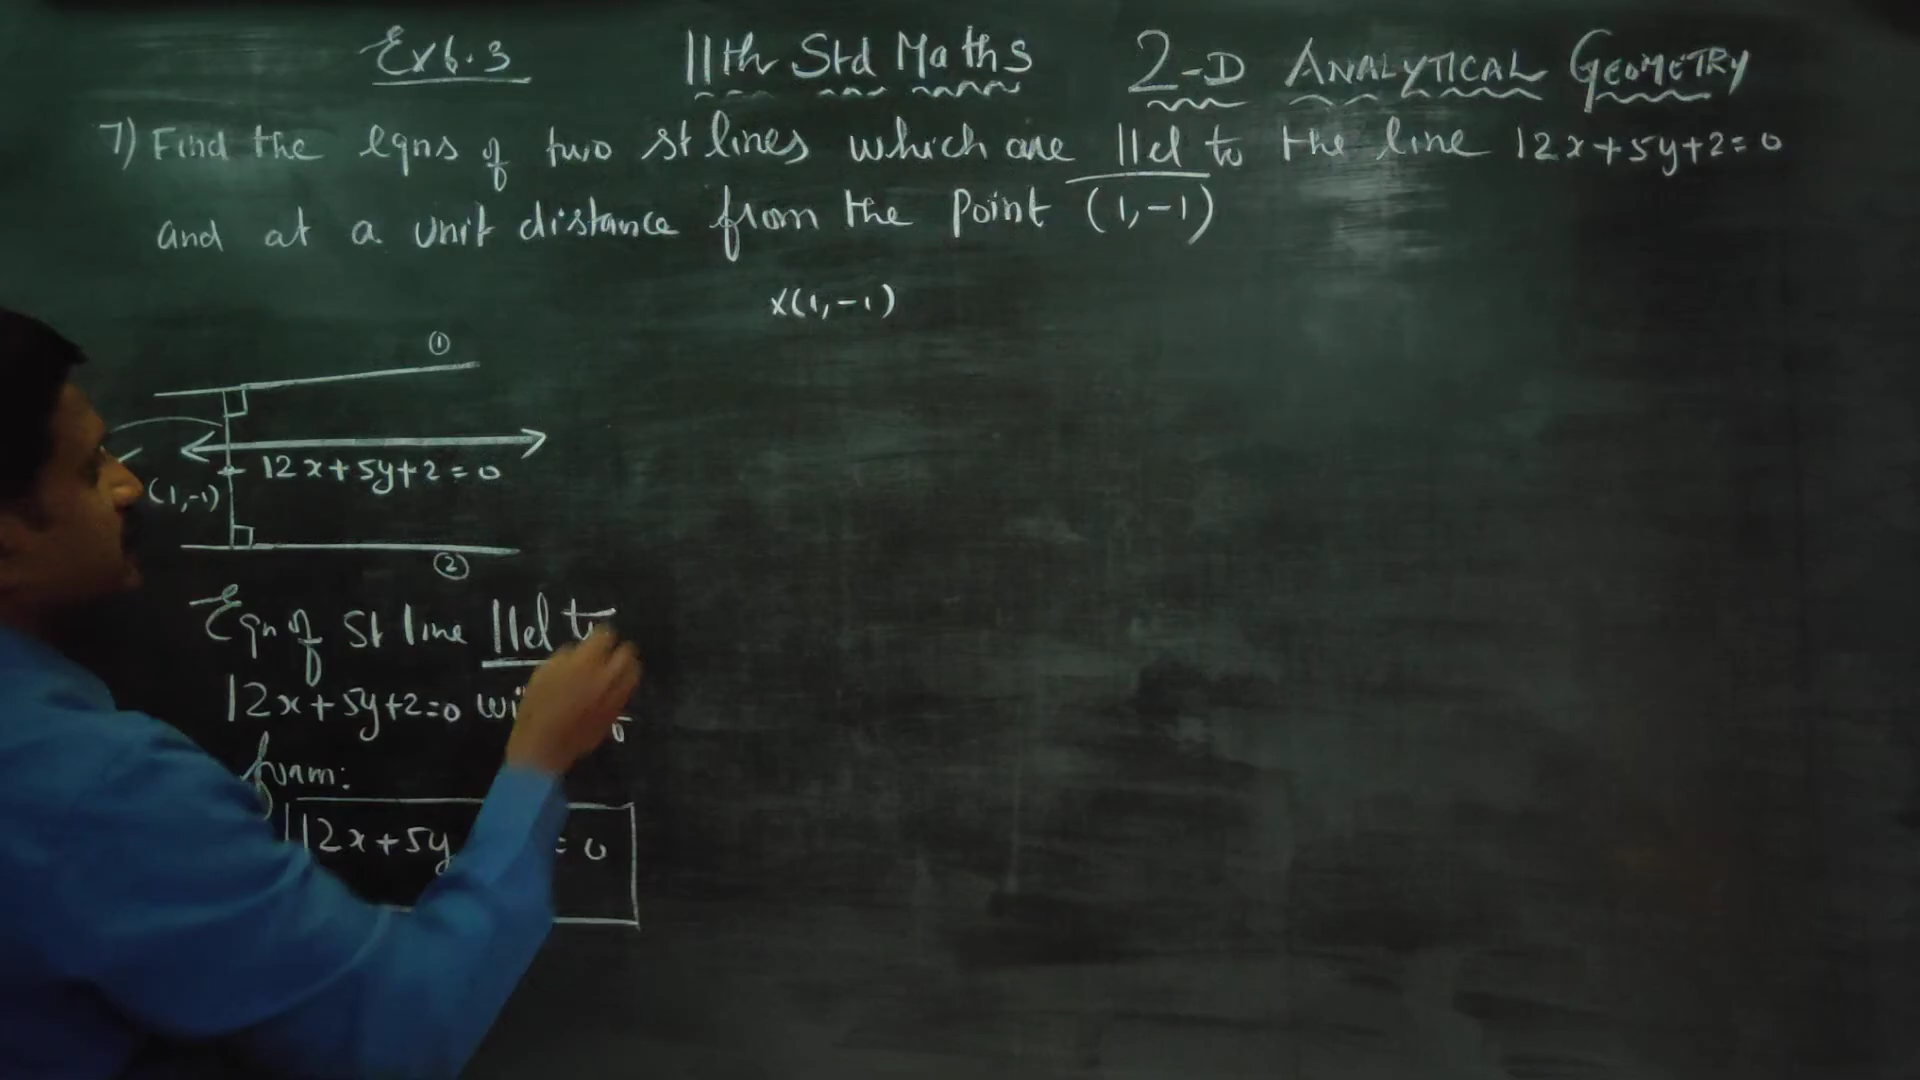 Ex 6.3 11th Std Maths 2-D ANALYTICAL GEOMETRY
7) Find the eqns of two st lines which are llel to the line 12x+5y+2=0
and at a unit distance from the point (1,-1)
x(1,-1)
①
12x+5y+2=0
(1,-1)
②
Eqn of St line llel to
12x+5y+2=0
form:
12x+5y = 0